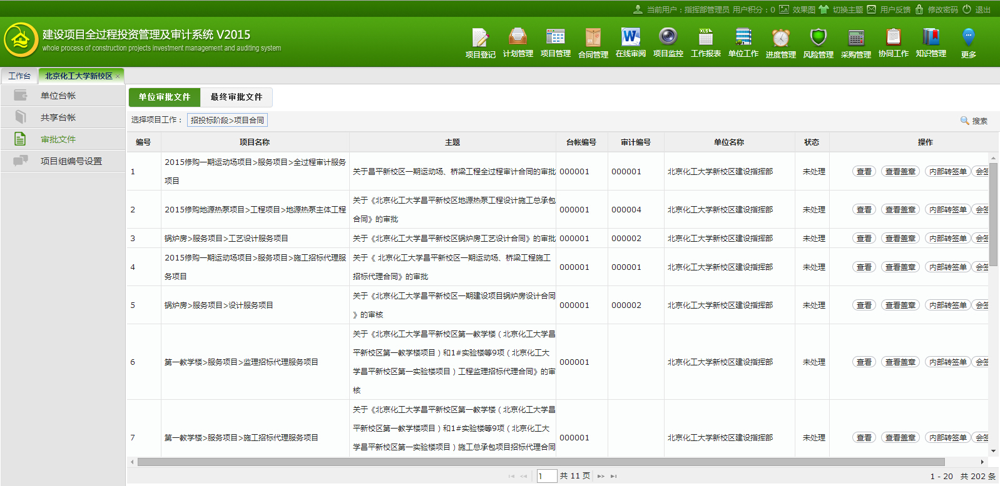 当前用户：指挥部管理员 用户积分：0 效果图 切换主题 用户反馈 修改密码 退出
建设项目全过程投资管理及审计系统 V2015
whole process of construction projects investment management and auditing system
项目登记 计划管理 项目管理 合同管理 在线审阅 项目监控 工作报表 单位工作 进度管理 风险管理 采购管理 协同工作 知识管理 更多
工作台 北京化工大学新校区 ×
单位台帐
共享台帐
审批文件
项目组编号设置
单位审批文件 最终审批文件
选择项目工作： 招投标阶段>项目合同 搜索
编号 项目名称 主题 台帐编号 审计编号 单位名称 状态 操作
1 2015修购一期运动场项目>服务项目>全过程审计服务
项目 关于昌平新校区一期运动场、桥梁工程全过程审计合同的审批 000001 000001 北京化工大学新校区建设指挥部 未处理 查看 查看盖章 内部转签单 会签
2 2015修购地源热泵项目>工程项目>地源热泵主体工程 关于《北京化工大学昌平新校区地源热泵工程设计施工总承包
合同》的审批 000001 000004 北京化工大学新校区建设指挥部 未处理 查看 查看盖章 内部转签单 会签
3 锅炉房>服务项目>工艺设计服务项目 关于《北京化工大学昌平新校区锅炉房工艺设计合同》的审批 000001 000002 北京化工大学新校区建设指挥部 未处理 查看 查看盖章 内部转签单 会签
4 2015修购一期运动场项目>服务项目>施工招标代理服
务项目 关于《 北京化工大学昌平新校区一期运动场、桥梁工程施工
招标代理合同》的审批 000001 000001 北京化工大学新校区建设指挥部 未处理 查看 查看盖章 内部转签单 会签
5 锅炉房>服务项目>设计服务项目 关于《北京化工大学昌平新校区一期建设项目锅炉房设计合同
》的审核 000001 000002 北京化工大学新校区建设指挥部 未处理 查看 查看盖章 内部转签单 会签
6 第一教学楼>服务项目>监理招标代理服务项目 关于《北京化工大学昌平新校区第一教学楼（北京化工大学昌
平新校区第一教学楼项目）和1#实验楼等9项（北京化工大
学昌平新校区第一实验楼项目）工程监理招标代理合同》的审
核 000001 北京化工大学新校区建设指挥部 未处理 查看 查看盖章 内部转签单 会签
7 第一教学楼>服务项目>施工招标代理服务项目 关于《北京化工大学昌平新校区第一教学楼（北京化工大学昌
平新校区第一教学楼项目）和1#实验楼等9项（北京化工大
学昌平新校区第一实验楼项目）施工总承包项目招标代理合同 000001 北京化工大学新校区建设指挥部 未处理 查看 查看盖章 内部转签单 会签
1 共 11 页 1 - 20 共 202 条